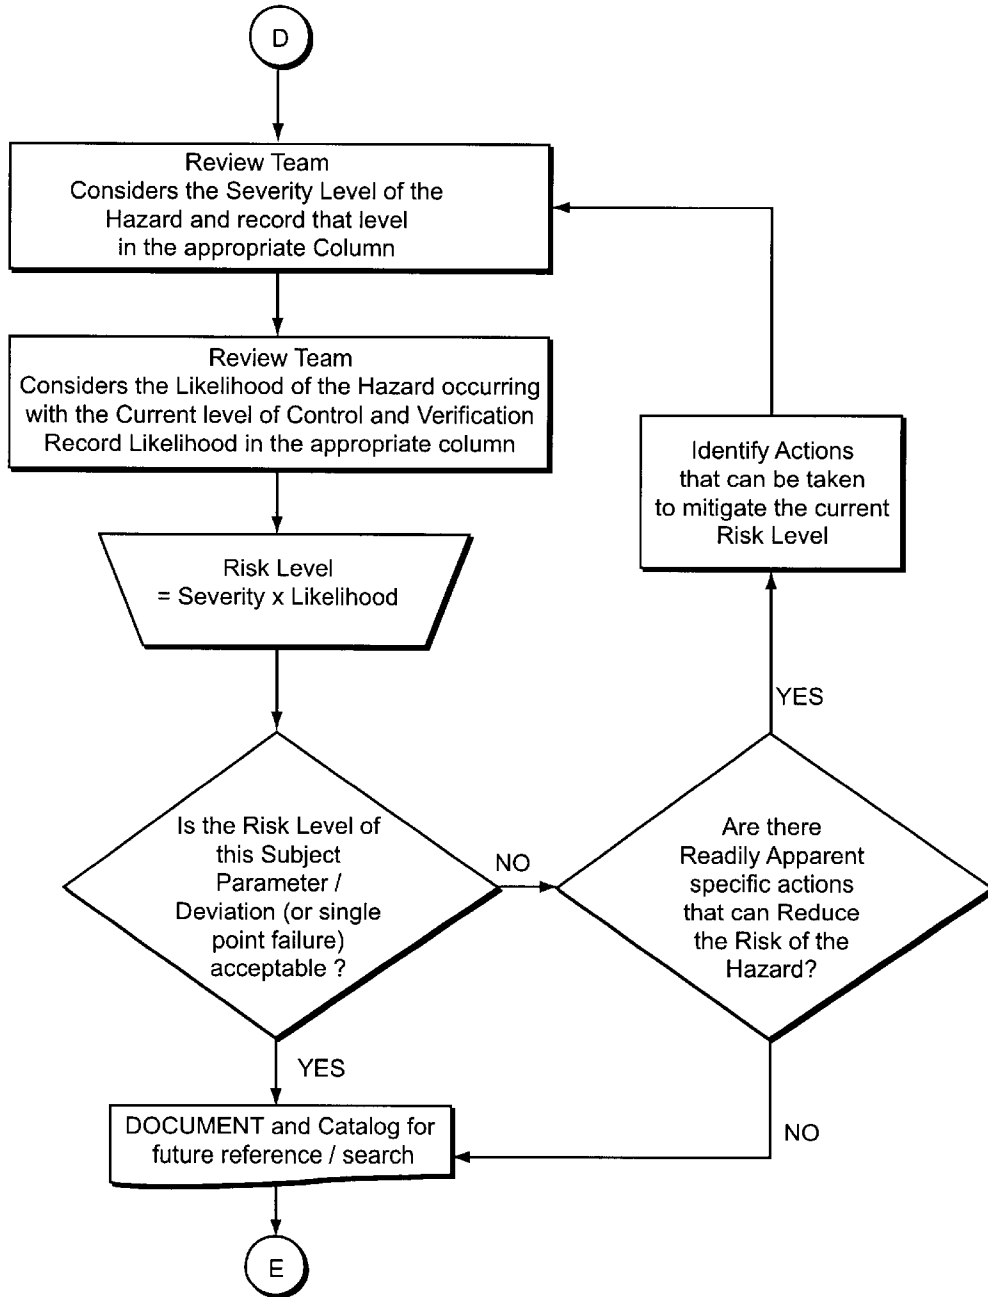 D
Review Team
Considers the Severity Level of the
Hazard and record that level
in the appropriate Column
Review Team
Considers the Likelihood of the Hazard occurring
with the Current level of Control and Verification
Record Likelihood in the appropriate column
Identify Actions
that can be taken
to mitigate the current
Risk Level
Risk Level
= Severity x Likelihood
YES
Is the Risk Level of
this Subject
Parameter /
Deviation (or single
point failure)
acceptable ?
NO
Are there
Readily Apparent
specific actions
that can Reduce
the Risk of the
Hazard?
YES
NO
DOCUMENT and Catalog for
future reference / search
E